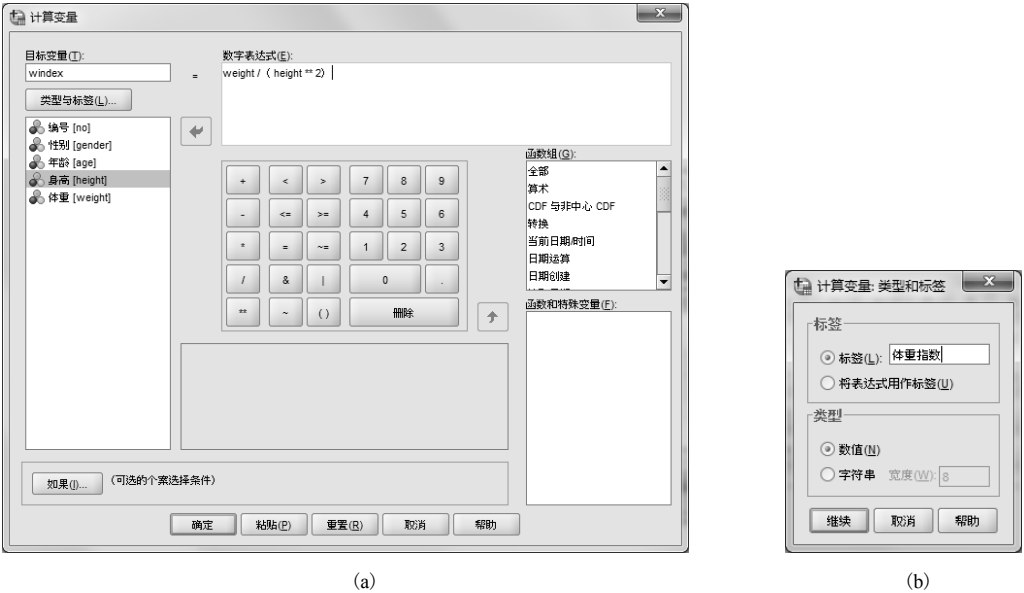 计算变量
目标变量(T):
windex
=
数字表达式(E):
weight /（ height ** 2）
类型与标签(L)...
编号 [no]
性别 [gender]
年龄 [age]
身高 [height]
体重 [weight]
+ < > 7 8 9
- <= >= 4 5 6
* = ~= 1 2 3
/ & | 0 .
** ~ ( ) 删除
函数组(G):
全部
算术
CDF 与非中心 CDF
转换
当前日期/时间
日期运算
日期创建
函数和特殊变量(F):
如果(I)... (可选的个案选择条件)
确定 粘贴(P) 重置(R) 取消 帮助
(a)
计算变量: 类型和标签
标签
标签(L): 体重指数
将表达式用作标签(U)
类型
数值(N)
字符串 宽度(W): 8
继续 取消 帮助
(b)